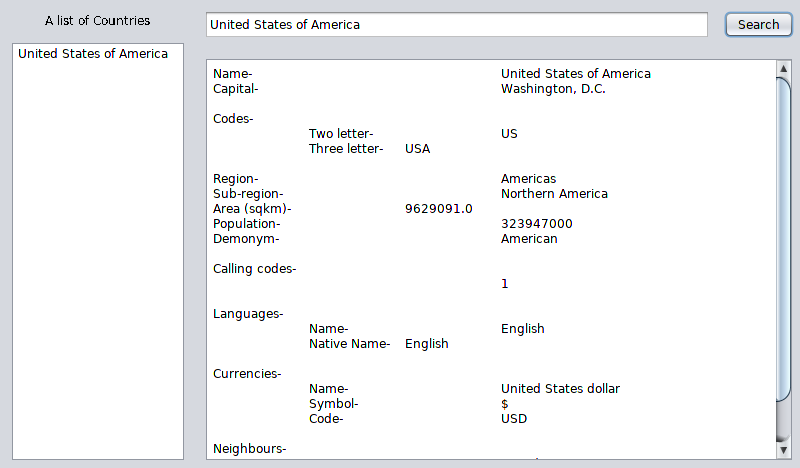 A list of Countries
United States of America
Search
United States of America
Name- United States of America
Capital- Washington, D.C.
Codes-
Two letter- US
Three letter- USA
Region- Americas
Sub-region- Northern America
Area (sqkm)- 9629091.0
Population- 323947000
Demonym- American
Calling codes-
1
Languages-
Name- English
Native Name- English
Currencies-
Name- United States dollar
Symbol- $
Code- USD
Neighbours-